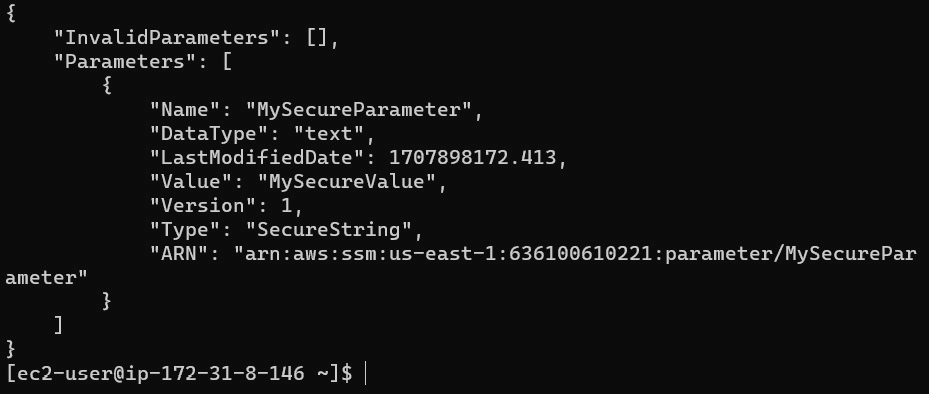 {
    "InvalidParameters": [],
    "Parameters": [
        {
            "Name": "MySecureParameter",
            "DataType": "text",
            "LastModifiedDate": 1707898172.413,
            "Value": "MySecureValue",
            "Version": 1,
            "Type": "SecureString",
            "ARN": "arn:aws:ssm:us-east-1:636100610221:parameter/MySecurePar
ameter"
        }
    ]
}
[ec2-user@ip-172-31-8-146 ~]$